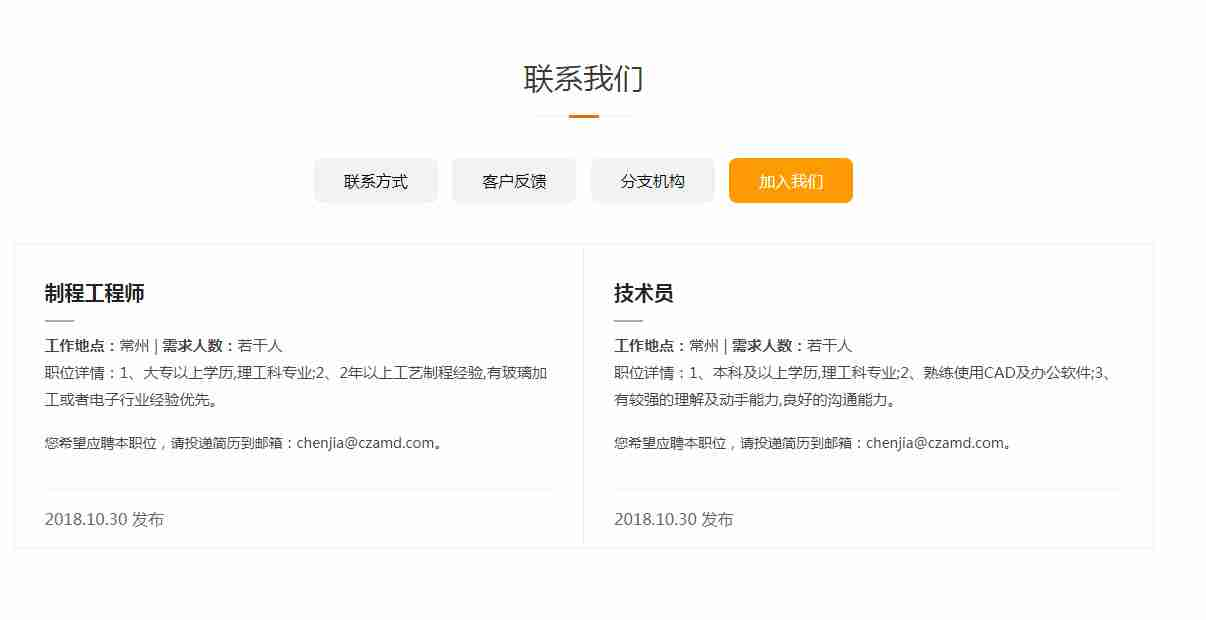 联系我们
联系方式
客户反馈
分支机构
加入我们
制程工程师
工作地点：常州 | 需求人数：若干人
职位详情：1、大专以上学历,理工科专业;2、2年以上工艺制程经验,有玻璃加
工或者电子行业经验优先。
您希望应聘本职位，请投递简历到邮箱：chenjia@czamd.com。
2018.10.30 发布
技术员
工作地点：常州 | 需求人数：若干人
职位详情：1、本科及以上学历,理工科专业;2、熟练使用CAD及办公软件;3、
有较强的理解及动手能力,良好的沟通能力。
您希望应聘本职位，请投递简历到邮箱：chenjia@czamd.com。
2018.10.30 发布